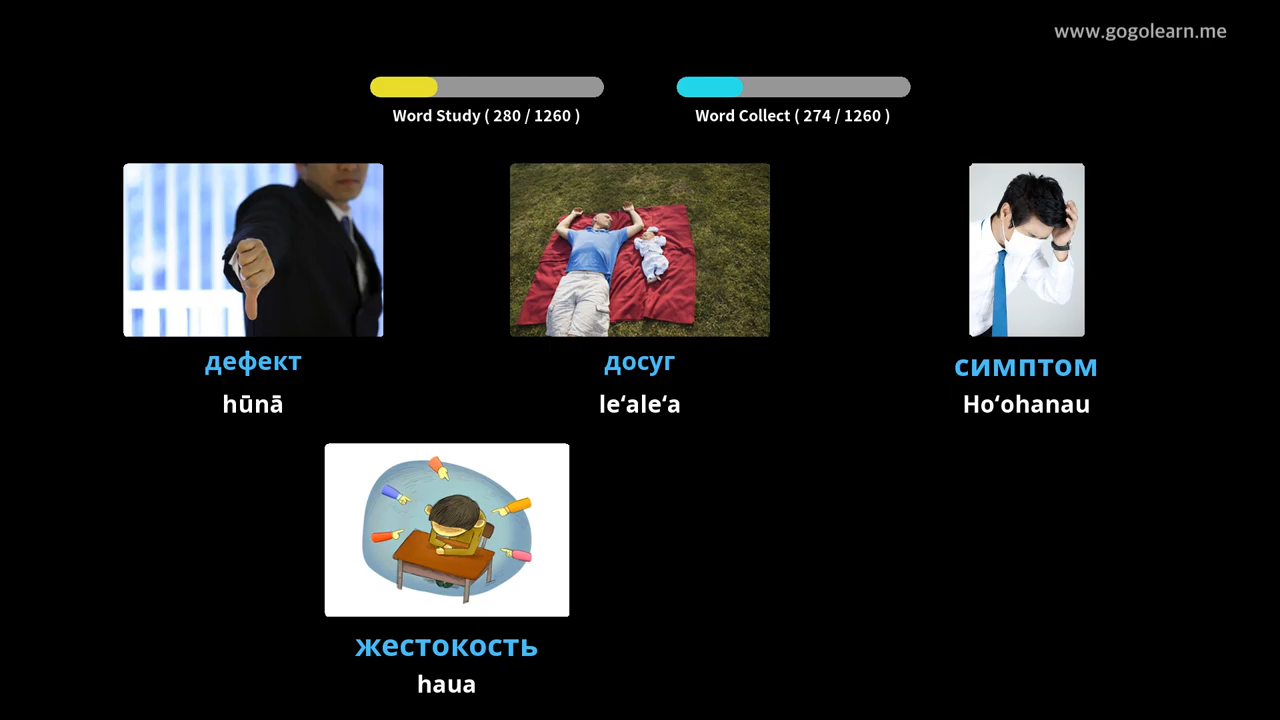 www.gogolearn.me
Word Study ( 280 / 1260 )
Word Collect ( 274 / 1260 )
дефект
hūnā
досуг
leʻaleʻa
симптом
Hoʻohanau
жестокость
haua